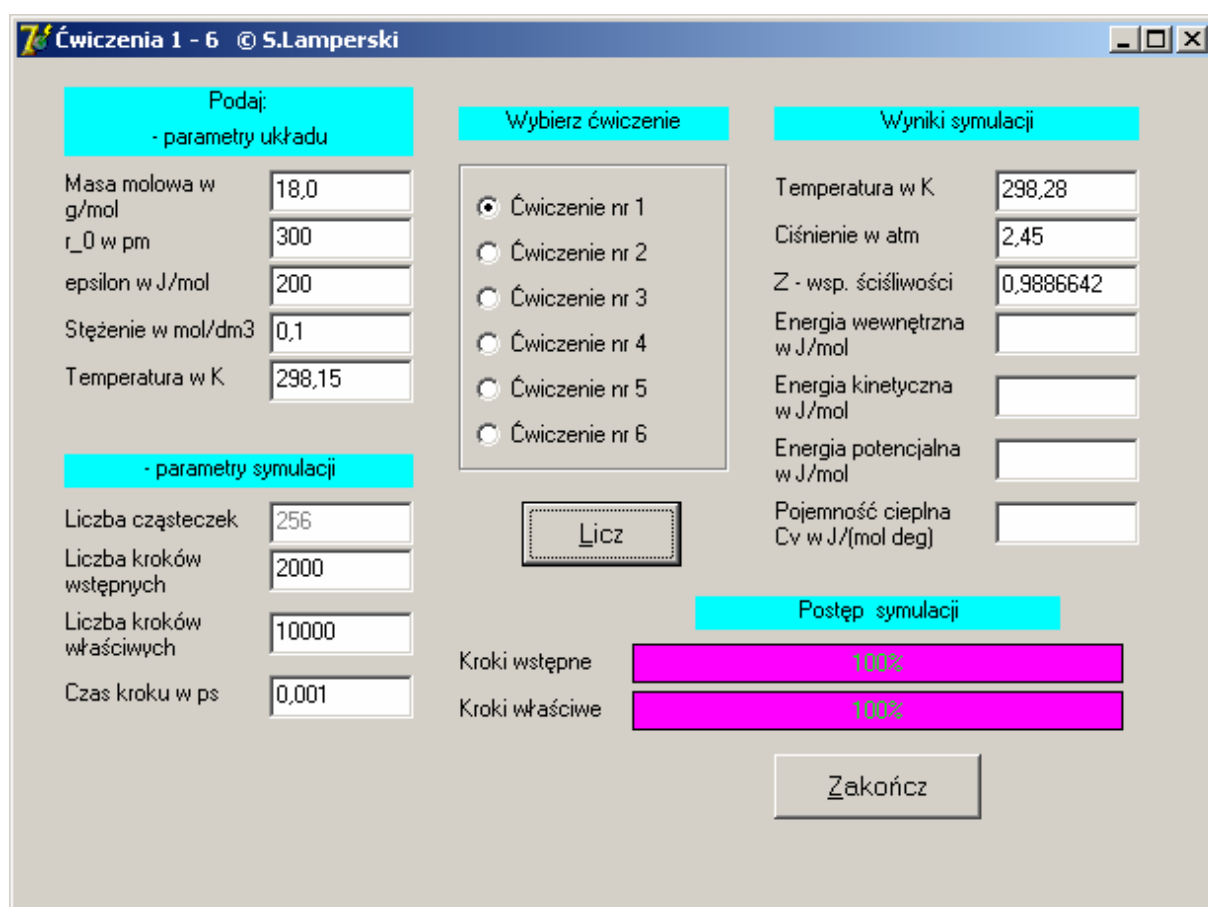 Ćwiczenia 1 - 6 © S.Lamperski
Podaj:
- parametry układu
Masa molowa w
g/mol
18,0
r_0 w pm
300
epsilon w J/mol
200
Stężenie w mol/dm3
0,1
Temperatura w K
298,15
- parametry symulacji
Liczba cząsteczek
256
Liczba kroków
wstępnych
2000
Liczba kroków
właściwych
10000
Czas kroku w ps
0,001
Wybierz ćwiczenie
Ćwiczenie nr 1
Ćwiczenie nr 2
Ćwiczenie nr 3
Ćwiczenie nr 4
Ćwiczenie nr 5
Ćwiczenie nr 6
Licz
Wyniki symulacji
Temperatura w K
298,28
Ciśnienie w atm
2,45
Z - wsp. ściśliwości
0,9886642
Energia wewnętrzna
w J/mol
Energia kinetyczna
w J/mol
Energia potencjalna
w J/mol
Pojemność cieplna
Cv w J/(mol deg)
Postęp symulacji
Kroki wstępne
100%
Kroki właściwe
100%
Zakończ